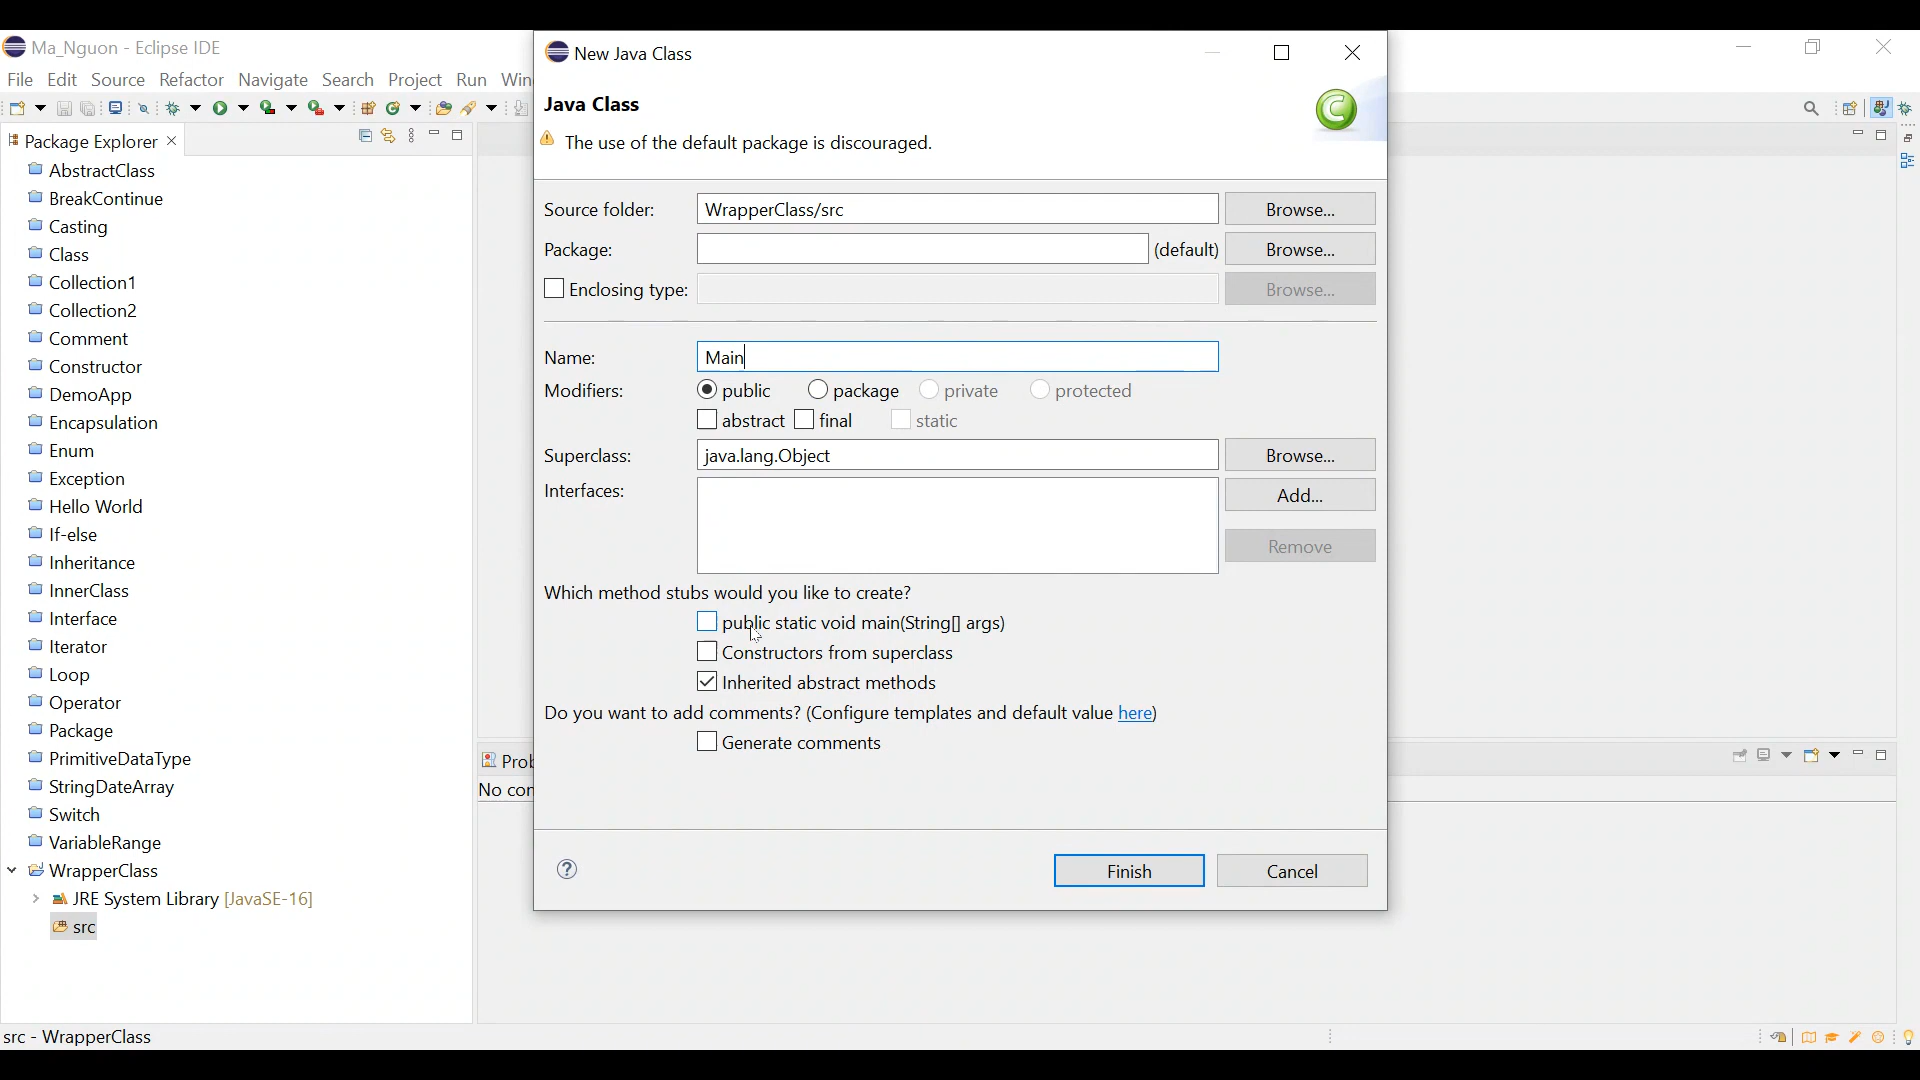 Ma_Nguon - Eclipse IDE
File Edit Source Refactor Navigate Search Project Run Win
Package Explorer
AbstractClass
BreakContinue
Casting
Class
Collection1
Collection2
Comment
Constructor
DemoApp
Encapsulation
Enum
Exception
Hello World
If-else
Inheritance
InnerClass
Interface
Iterator
Loop
Operator
Package
PrimitiveDataType
StringDateArray
Switch
VariableRange
WrapperClass
JRE System Library [JavaSE-16]
src
src - WrapperClass
Prob
No con
New Java Class
Java Class
The use of the default package is discouraged.
Source folder: WrapperClass/src Browse...
Package: (default) Browse...
Enclosing type: Browse...
Name: Main
Modifiers: public package private protected
abstract final static
Superclass: java.lang.Object Browse...
Interfaces: Add...
Remove
Which method stubs would you like to create?
public static void main(String[] args)
Constructors from superclass
Inherited abstract methods
Do you want to add comments? (Configure templates and default value here)
Generate comments
Finish Cancel